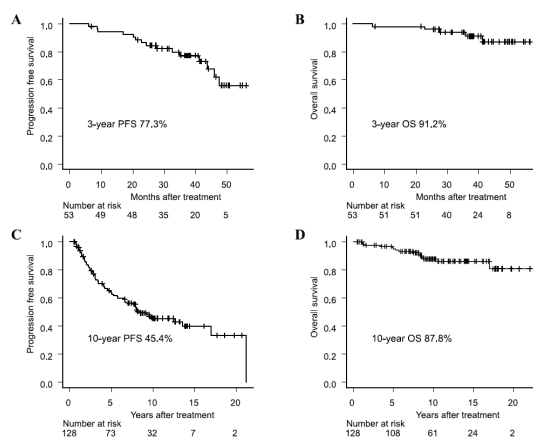 A
Progression free survival
1,0
0,8
0.6
0.4
0.2
0.0
3-year PFS 77.3%
0 10 20 30 40 50
Months after treatment
Number at risk
53 49 48 35 20 5
B
Overall survival
1,0
0.8
0.6
0.4
0.2
0.0
3-year OS 91.2%
0 10 20 30 40 50
Months after treatment
Number at risk
53 51 51 40 24 8
C
Progression free survival
1,0
0.8
0.6
0.4
0.2
0.0
10-year PFS 45.4%
0 5 10 15 20
Years after treatment
Number at risk
128 73 32 7 2
D
Overall survival
1.0
0.8
0.6
0.4
0.2
0.0
10-year OS 87.8%
0 5 10 15 20
Years after treatment
Number at risk
128 108 61 24 2